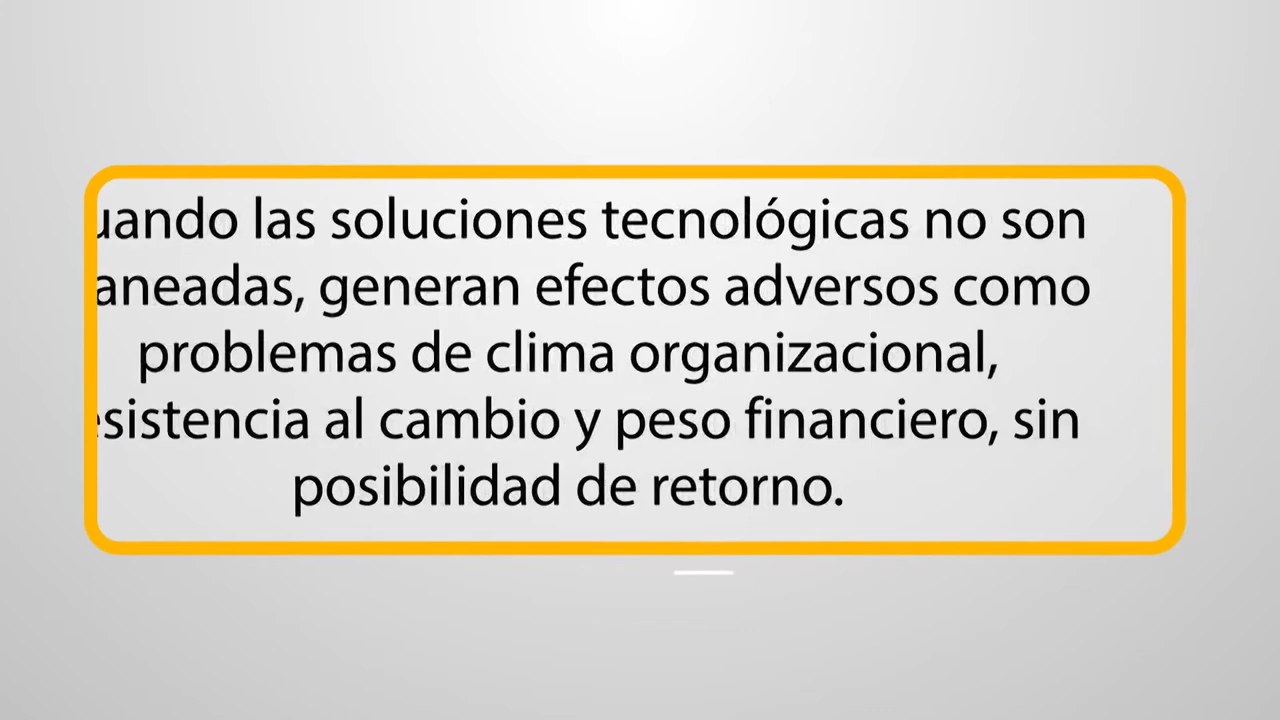 uando las soluciones tecnológicas no son
aneadas, generan efectos adversos como
problemas de clima organizacional,
esistencia al cambio y peso financiero, sin
posibilidad de retorno.